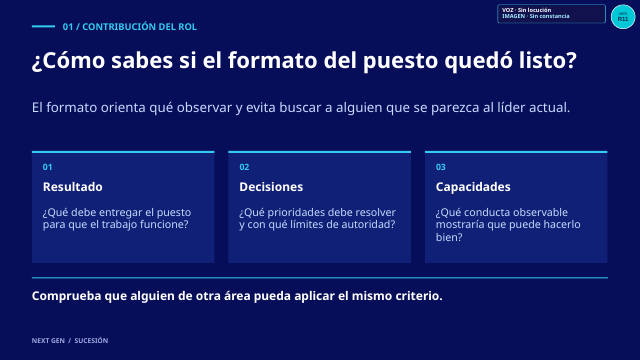 VOZ · Sin locución
IMAGEN · Sin constancia
R11
01 / CONTRIBUCIÓN DEL ROL
¿Cómo sabes si el formato del puesto quedó listo?
El formato orienta qué observar y evita buscar a alguien que se parezca al líder actual.
01
Resultado
¿Qué debe entregar el puesto
para que el trabajo funcione?
02
Decisiones
¿Qué prioridades debe resolver
y con qué límites de autoridad?
03
Capacidades
¿Qué conducta observable
mostraría que puede hacerlo
bien?
Comprueba que alguien de otra área pueda aplicar el mismo criterio.
NEXT GEN / SUCESIÓN